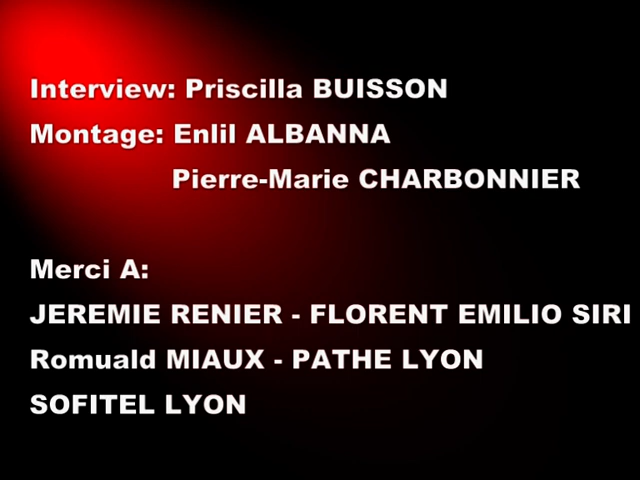 Interview: Priscilla BUISSON
Montage: Enlil ALBANNA
Pierre-Marie CHARBONNIER
Merci A:
JEREMIE RENIER - FLORENT EMILIO SIRI
Romuald MIAUX - PATHE LYON
SOFITEL LYON